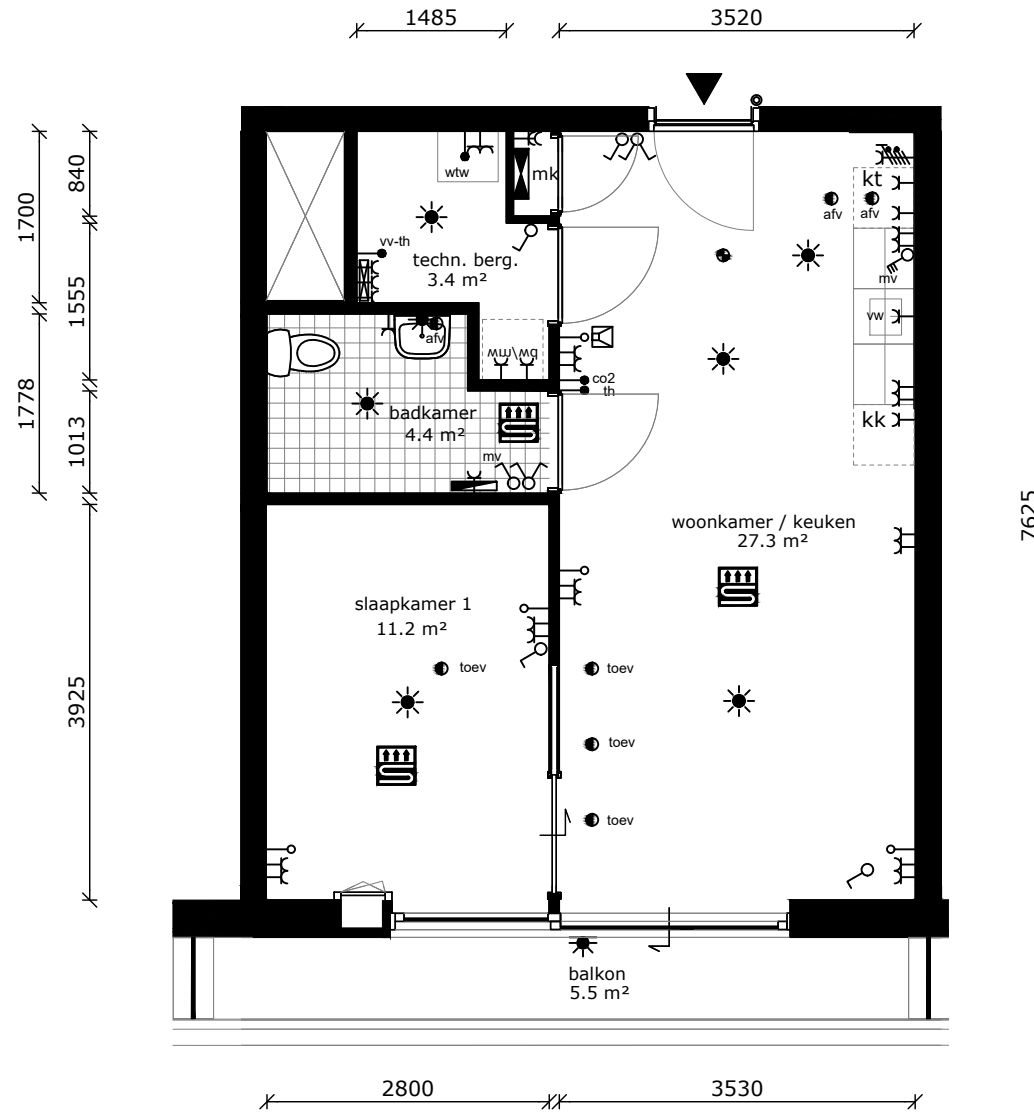 1485
3520
840
1700
1555
1778
1013
3925
7625
wtw
mk
kt
afv
afv
vv-th
techn. berg.
3.4 m²
mv
vw
afv
wm/wd
co2
th
badkamer
4.4 m²
kk
mv
woonkamer / keuken
27.3 m²
slaapkamer 1
11.2 m²
toev
toev
toev
toev
balkon
5.5 m²
2800
3530